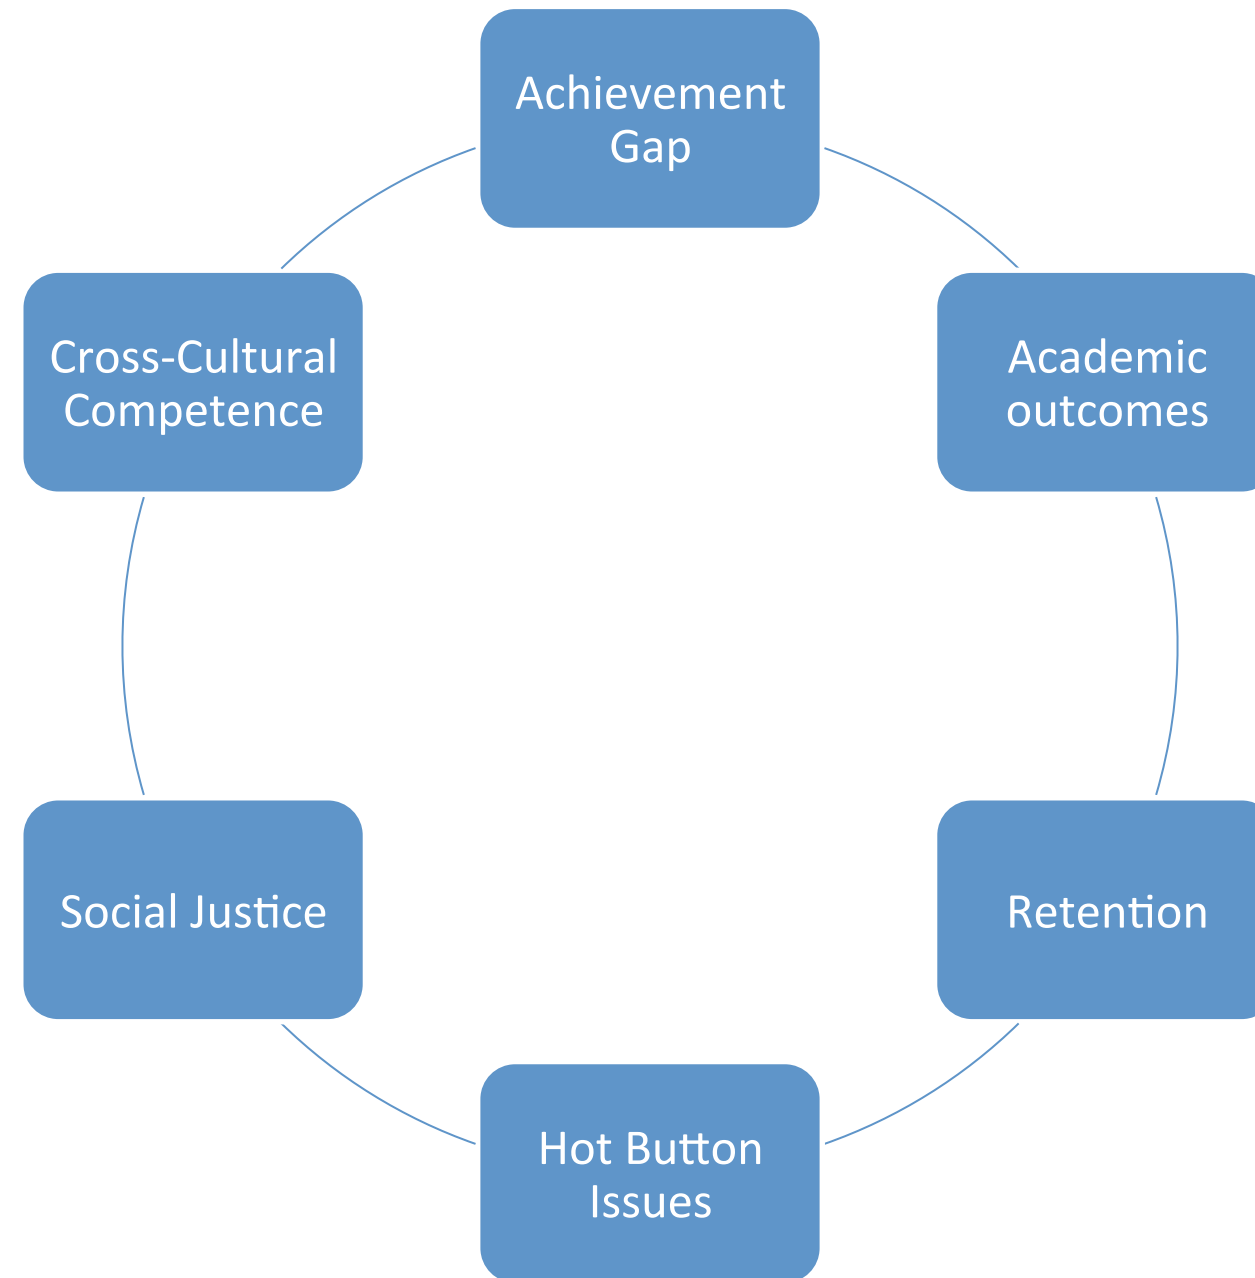 Achievement
Gap
Academic
outcomes
Retention
Hot Button
Issues
Social Justice
Cross-Cultural
Competence